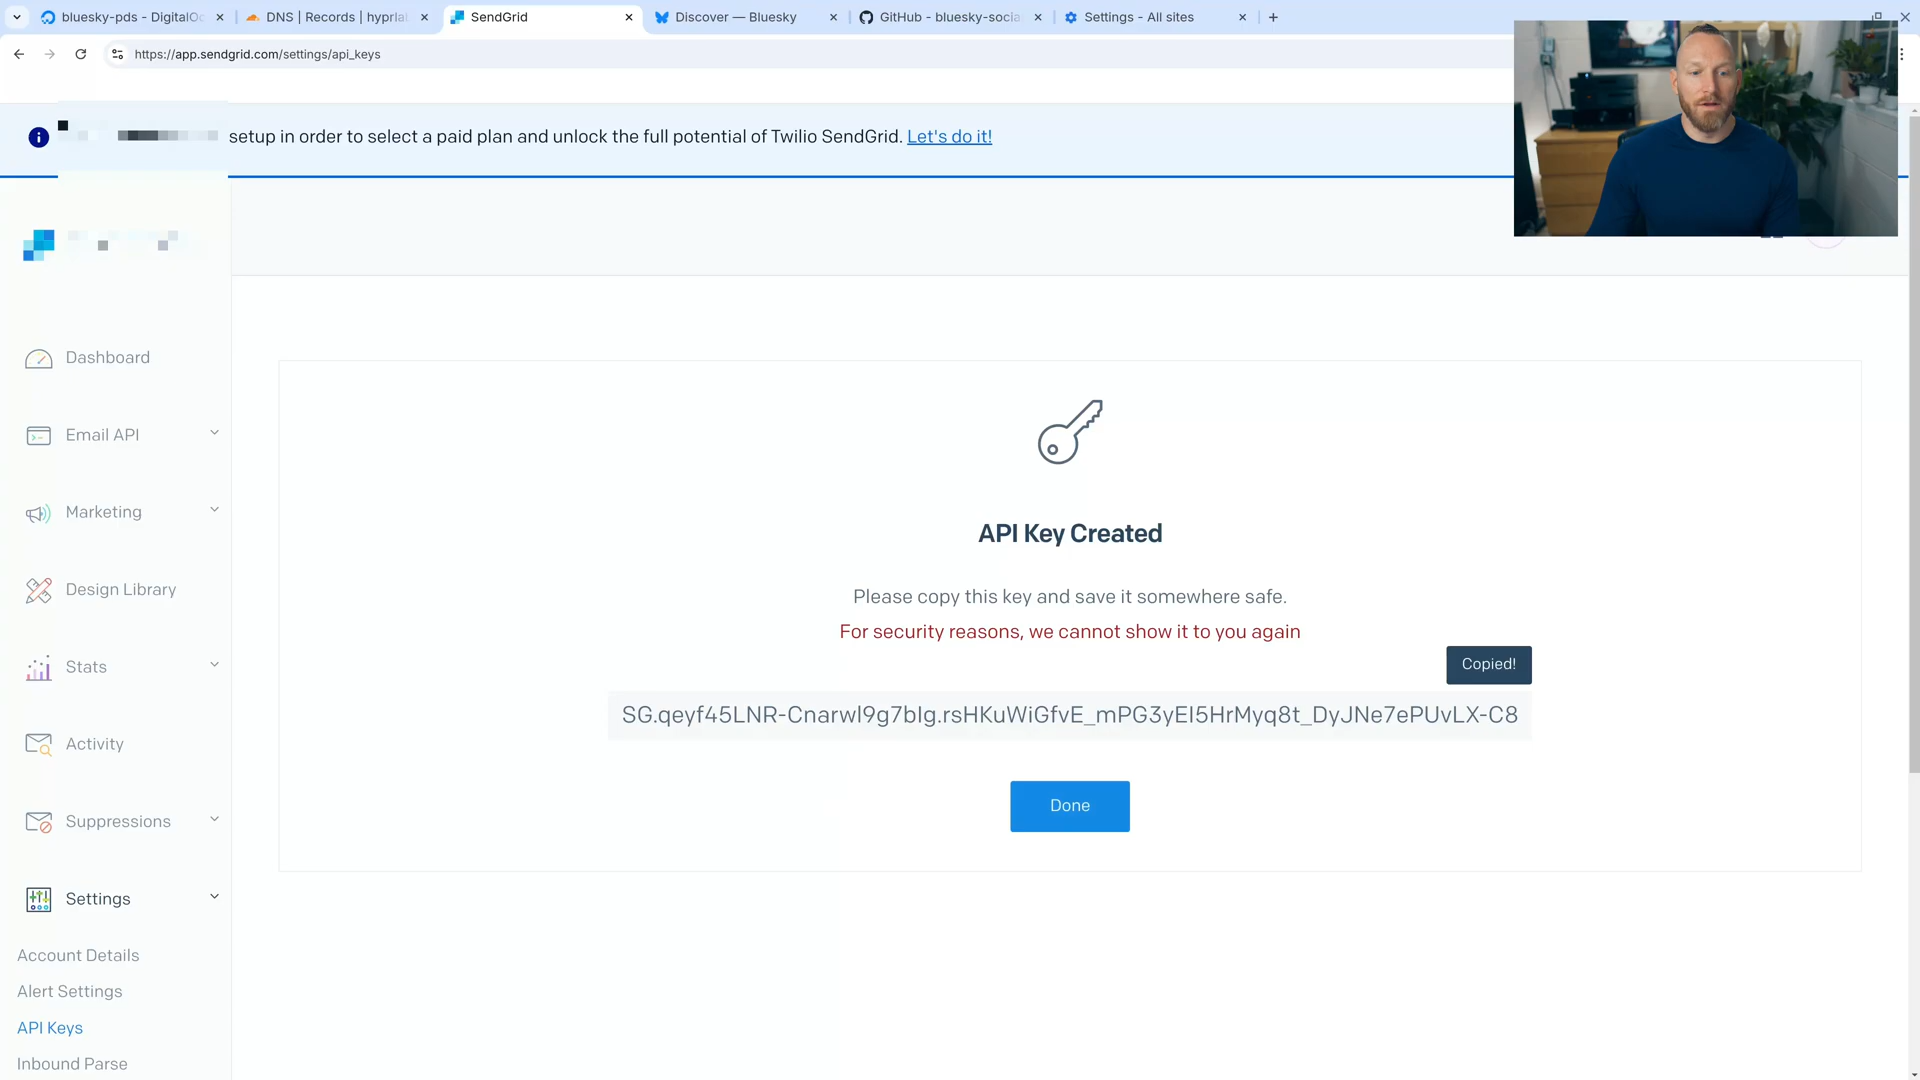 bluesky-pds - DigitalOc
DNS | Records | hyprla
SendGrid
Discover — Bluesky
GitHub - bluesky-socia
Settings - All sites
https://app.sendgrid.com/settings/api_keys
setup in order to select a paid plan and unlock the full potential of Twilio SendGrid. Let's do it!
Dashboard
Email API
Marketing
Design Library
Stats
Activity
Suppressions
Settings
Account Details
Alert Settings
API Keys
Inbound Parse
API Key Created
Please copy this key and save it somewhere safe.
For security reasons, we cannot show it to you again
Copied!
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
Done